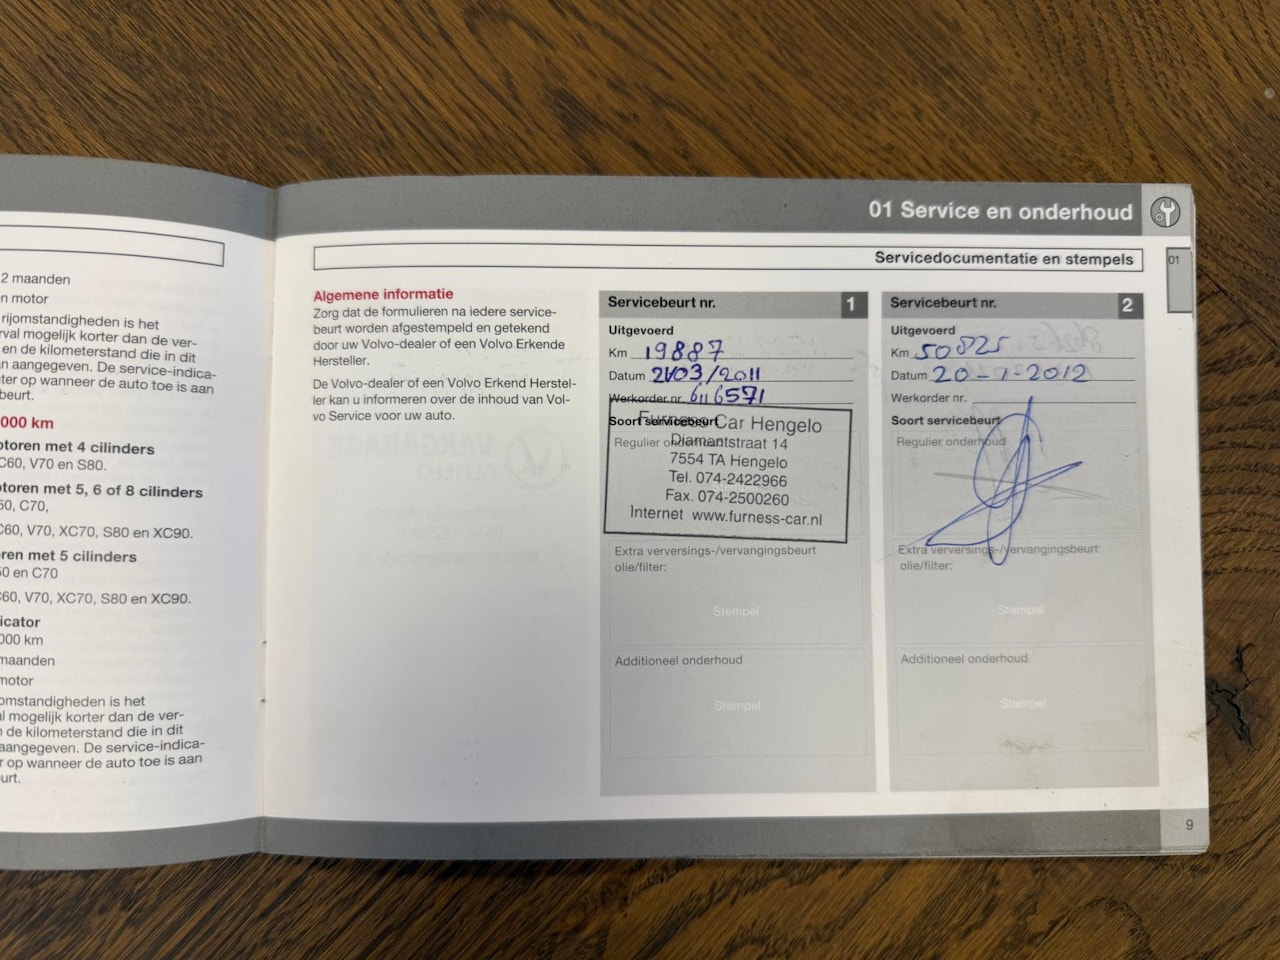 2 maanden
n motor
rijomstandigheden is het
rval mogelijk korter dan de ver-
en de kilometerstand die in dit
n aangegeven. De service-indica-
ter op wanneer de auto toe is aan
beurt.
000 km
otoren met 4 cilinders
C60, V70 en S80.
otoren met 5, 6 of 8 cilinders
50, C70,
C60, V70, XC70, S80 en XC90.
ren met 5 cilinders
50 en C70
C60, V70, XC70, S80 en XC90.
icator
000 km
maanden
motor
omstandigheden is het
l mogelijk korter dan de ver-
n de kilometerstand die in dit
aangegeven. De service-indica-
r op wanneer de auto toe is aan
urt.
01 Service en onderhoud
Servicedocumentatie en stempels
01
Algemene informatie
Zorg dat de formulieren na iedere service-
beurt worden afgestempeld en getekend
door uw Volvo-dealer of een Volvo Erkende
Hersteller.
De Volvo-dealer of een Volvo Erkend Herstel-
ler kan u informeren over de inhoud van Vol-
vo Service voor uw auto.
Servicebeurt nr. 1
Uitgevoerd
Km 19887
Datum 21/03/2011
Werkorder nr. 6116571
Soort servicebeurt
Regulier onderhoud
Furness Car Hengelo
Diamantstraat 14
7554 TA Hengelo
Tel. 074-2422966
Fax. 074-2500260
Internet www.furness-car.nl
Extra verversings-/vervangingsbeurt
olie/filter:
Stempel
Additioneel onderhoud
Stempel
Servicebeurt nr. 2
Uitgevoerd
Km 50825
Datum 20-1-2012
Werkorder nr.
Soort servicebeurt
Regulier onderhoud
Extra verversings-/vervangingsbeurt
olie/filter:
Stempel
Additioneel onderhoud
Stempel
9